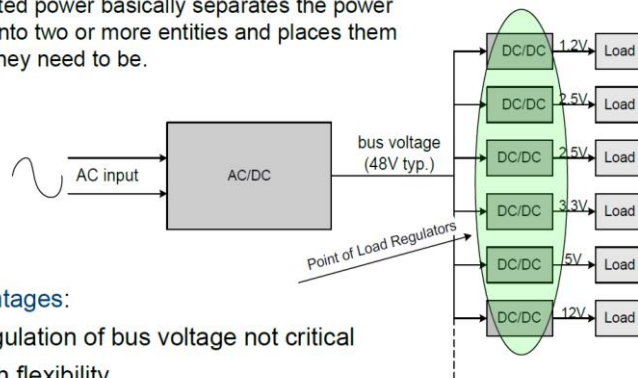 ted power basically separates the power
nto two or more entities and places them
hey need to be.
AC input
AC/DC
bus voltage
(48V typ.)
DC/DC 1.2V Load
DC/DC 2.5V Load
DC/DC 2.5V Load
DC/DC 3.3V Load
DC/DC 5V Load
DC/DC 12V Load
Point of Load Regulators
ntages:
gulation of bus voltage not critical
h flexibility